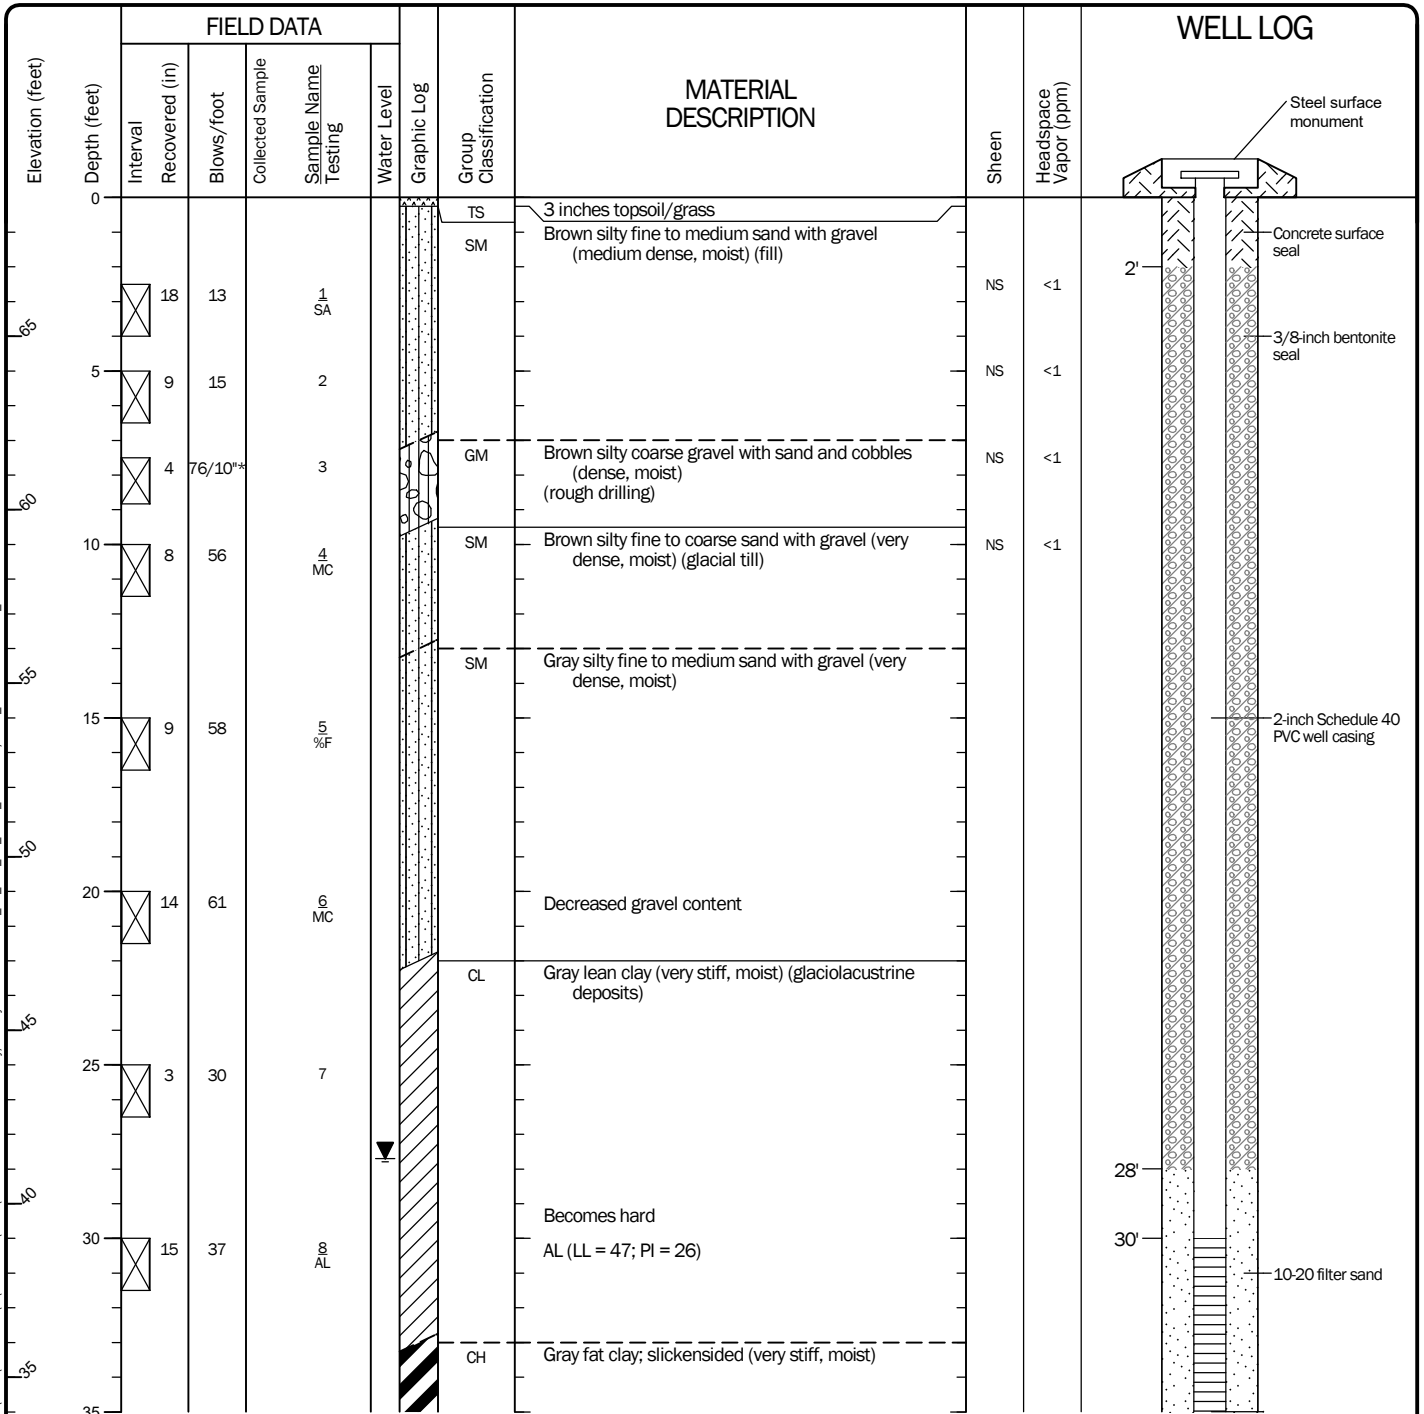 FIELD DATA
WELL LOG
Elevation (feet)
Depth (feet)
Interval
Recovered (in)
Blows/foot
Collected Sample
Sample Name
Testing
Water Level
Graphic Log
Group
Classification
MATERIAL
DESCRIPTION
Sheen
Headspace
Vapor (ppm)
Steel surface
monument
0
TS
3 inches topsoil/grass
SM
Brown silty fine to medium sand with gravel
(medium dense, moist) (fill)
Concrete surface
seal
2'
18
13
1
SA
NS
<1
65
3/8-inch bentonite
seal
5
9
15
2
NS
<1
GM
Brown silty coarse gravel with sand and cobbles
(dense, moist)
(rough drilling)
4
76/10"*
3
NS
<1
60
10
8
56
4
MC
SM
Brown silty fine to coarse sand with gravel (very
dense, moist) (glacial till)
NS
<1
SM
Gray silty fine to medium sand with gravel (very
dense, moist)
55
15
9
58
5
%F
2-inch Schedule 40
PVC well casing
50
20
14
61
6
MC
Decreased gravel content
CL
Gray lean clay (very stiff, moist) (glaciolacustrine
deposits)
45
25
3
30
7
28'
40
Becomes hard
30
15
37
8
AL
AL (LL = 47; PI = 26)
30'
10-20 filter sand
CH
Gray fat clay; slickensided (very stiff, moist)
35
35